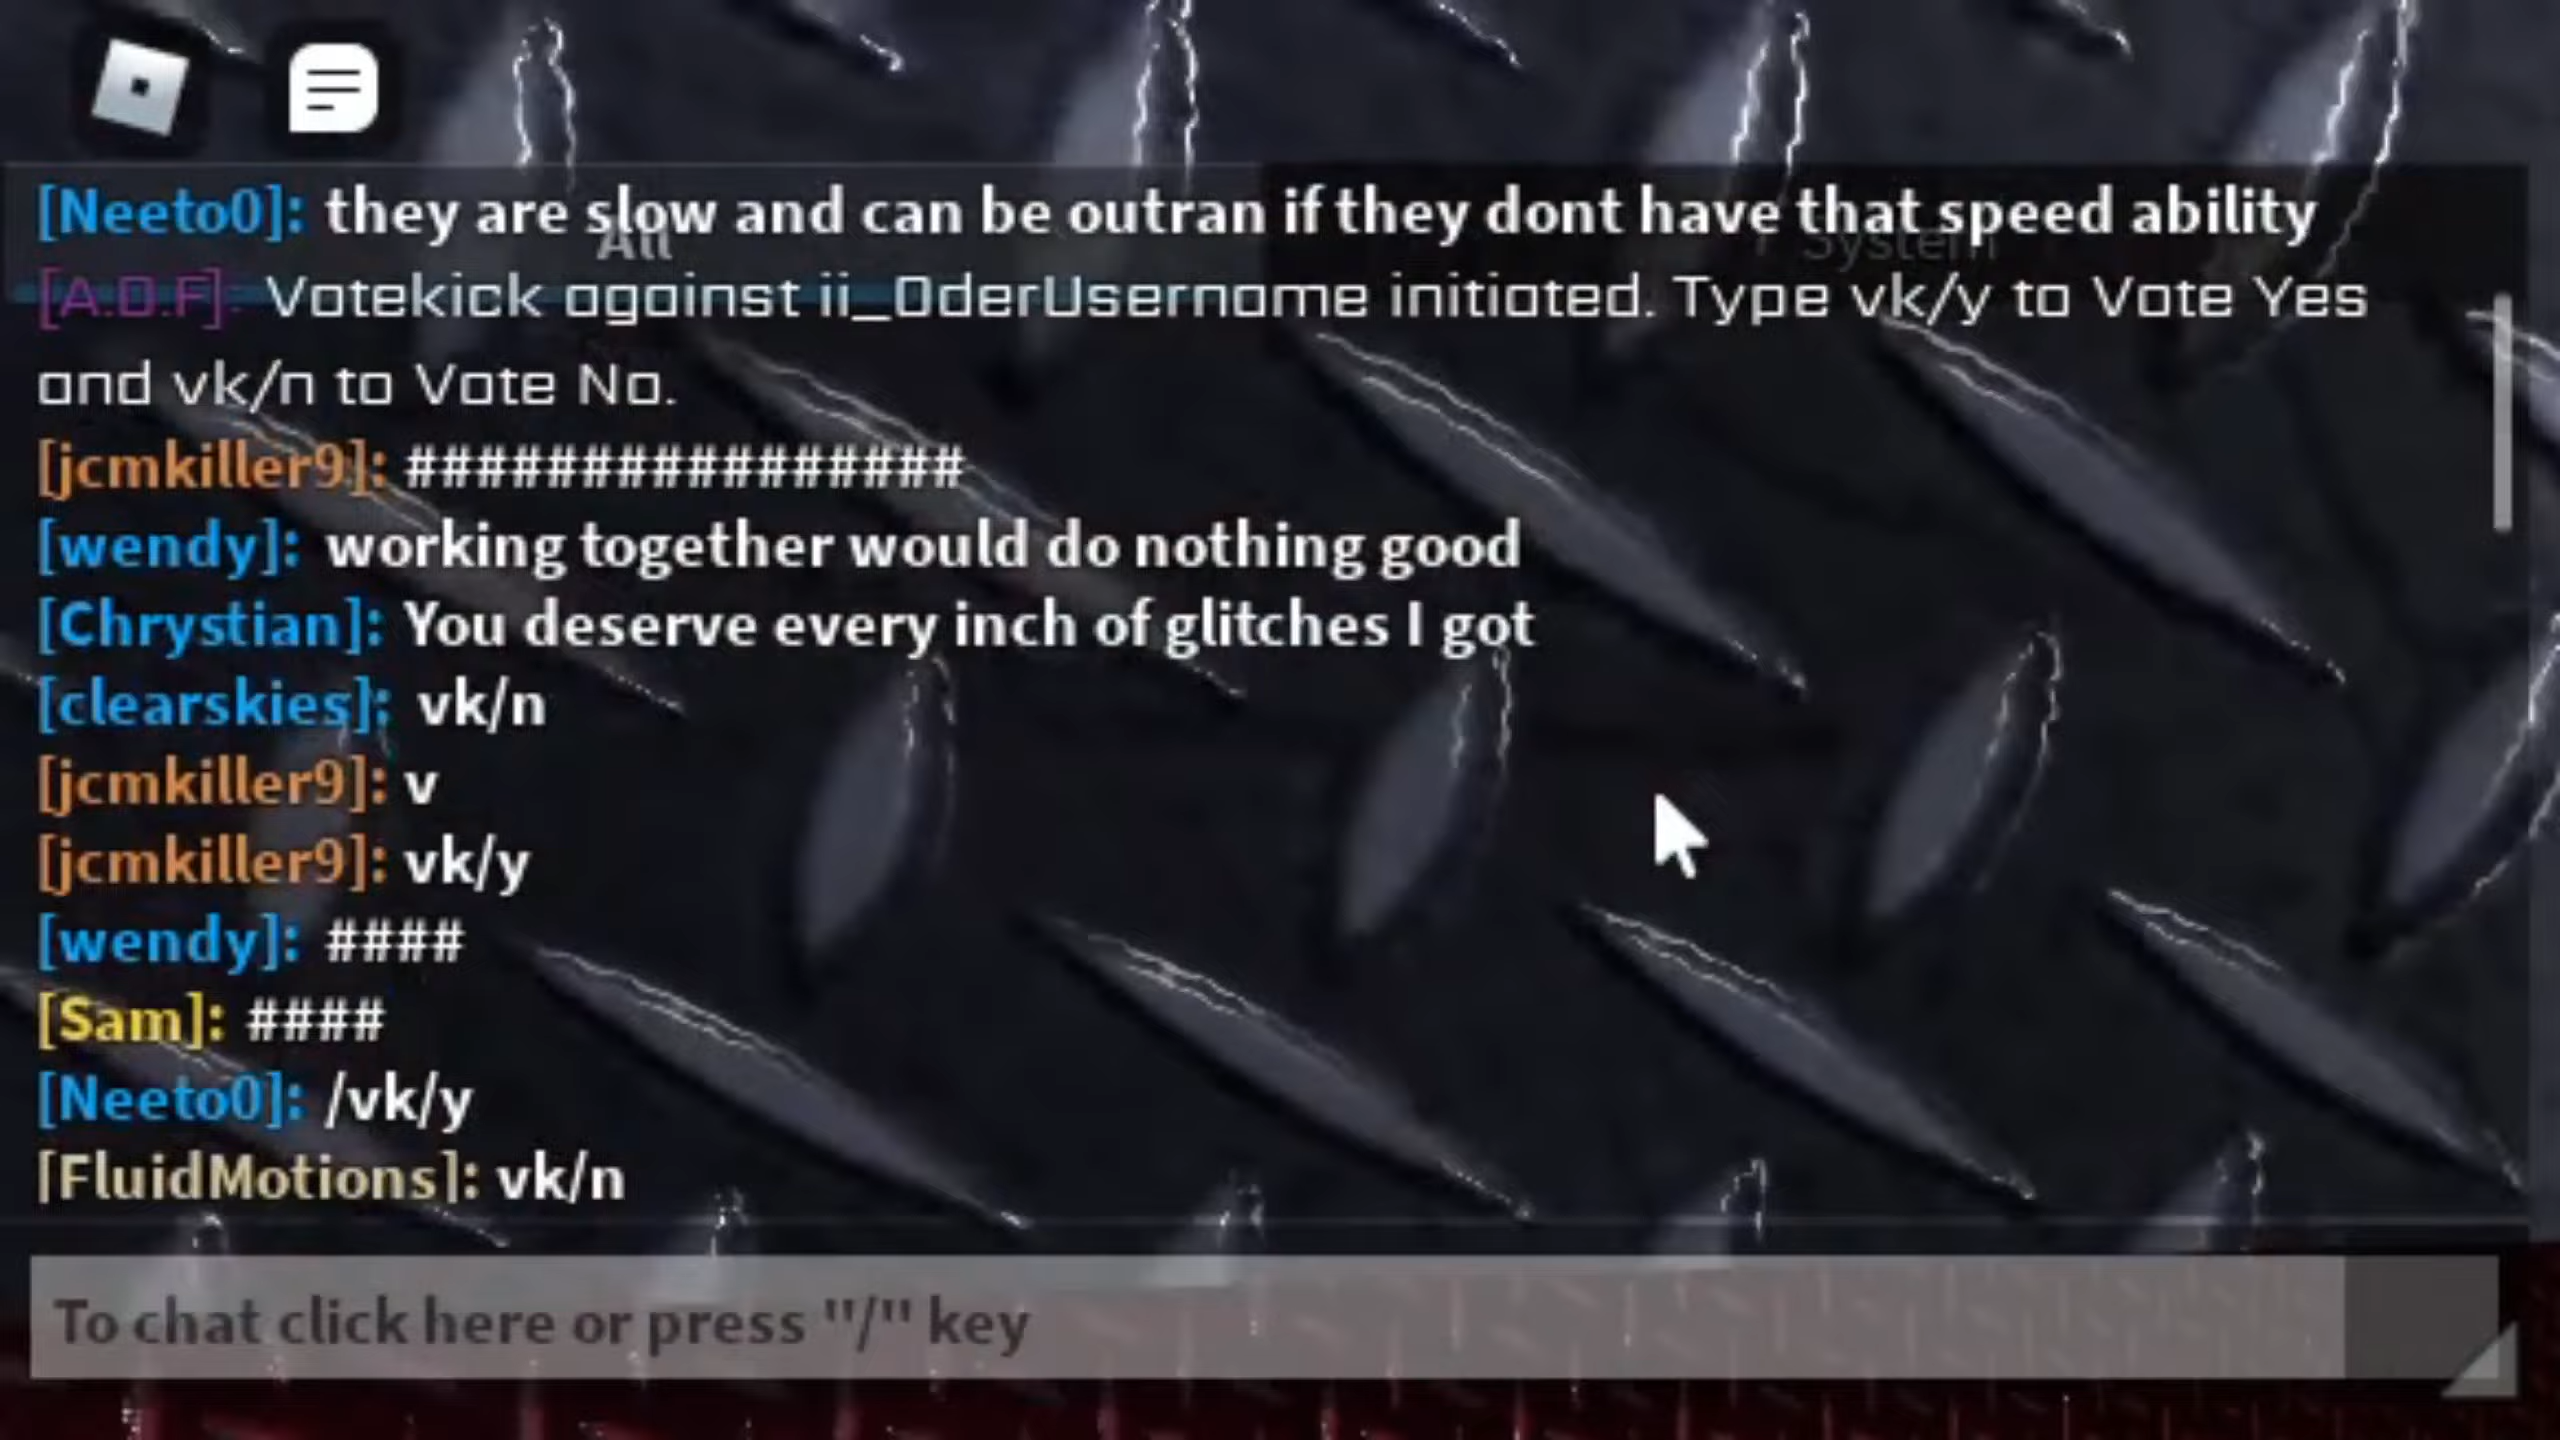 [Neeto0]: they are slow and can be outran if they dont have that speed ability
All
System
[A.O.F]: Votekick against ii_OderUsername initiated. Type vk/y to Vote Yes
and vk/n to Vote No.
[jcmkiller9]: ################
[wendy]: working together would do nothing good
[Chrystian]: You deserve every inch of glitches I got
[clearskies]: vk/n
[jcmkiller9]: v
[jcmkiller9]: vk/y
[wendy]: ####
[Sam]: ####
[Neeto0]: /vk/y
[FluidMotions]: vk/n
To chat click here or press "/" key